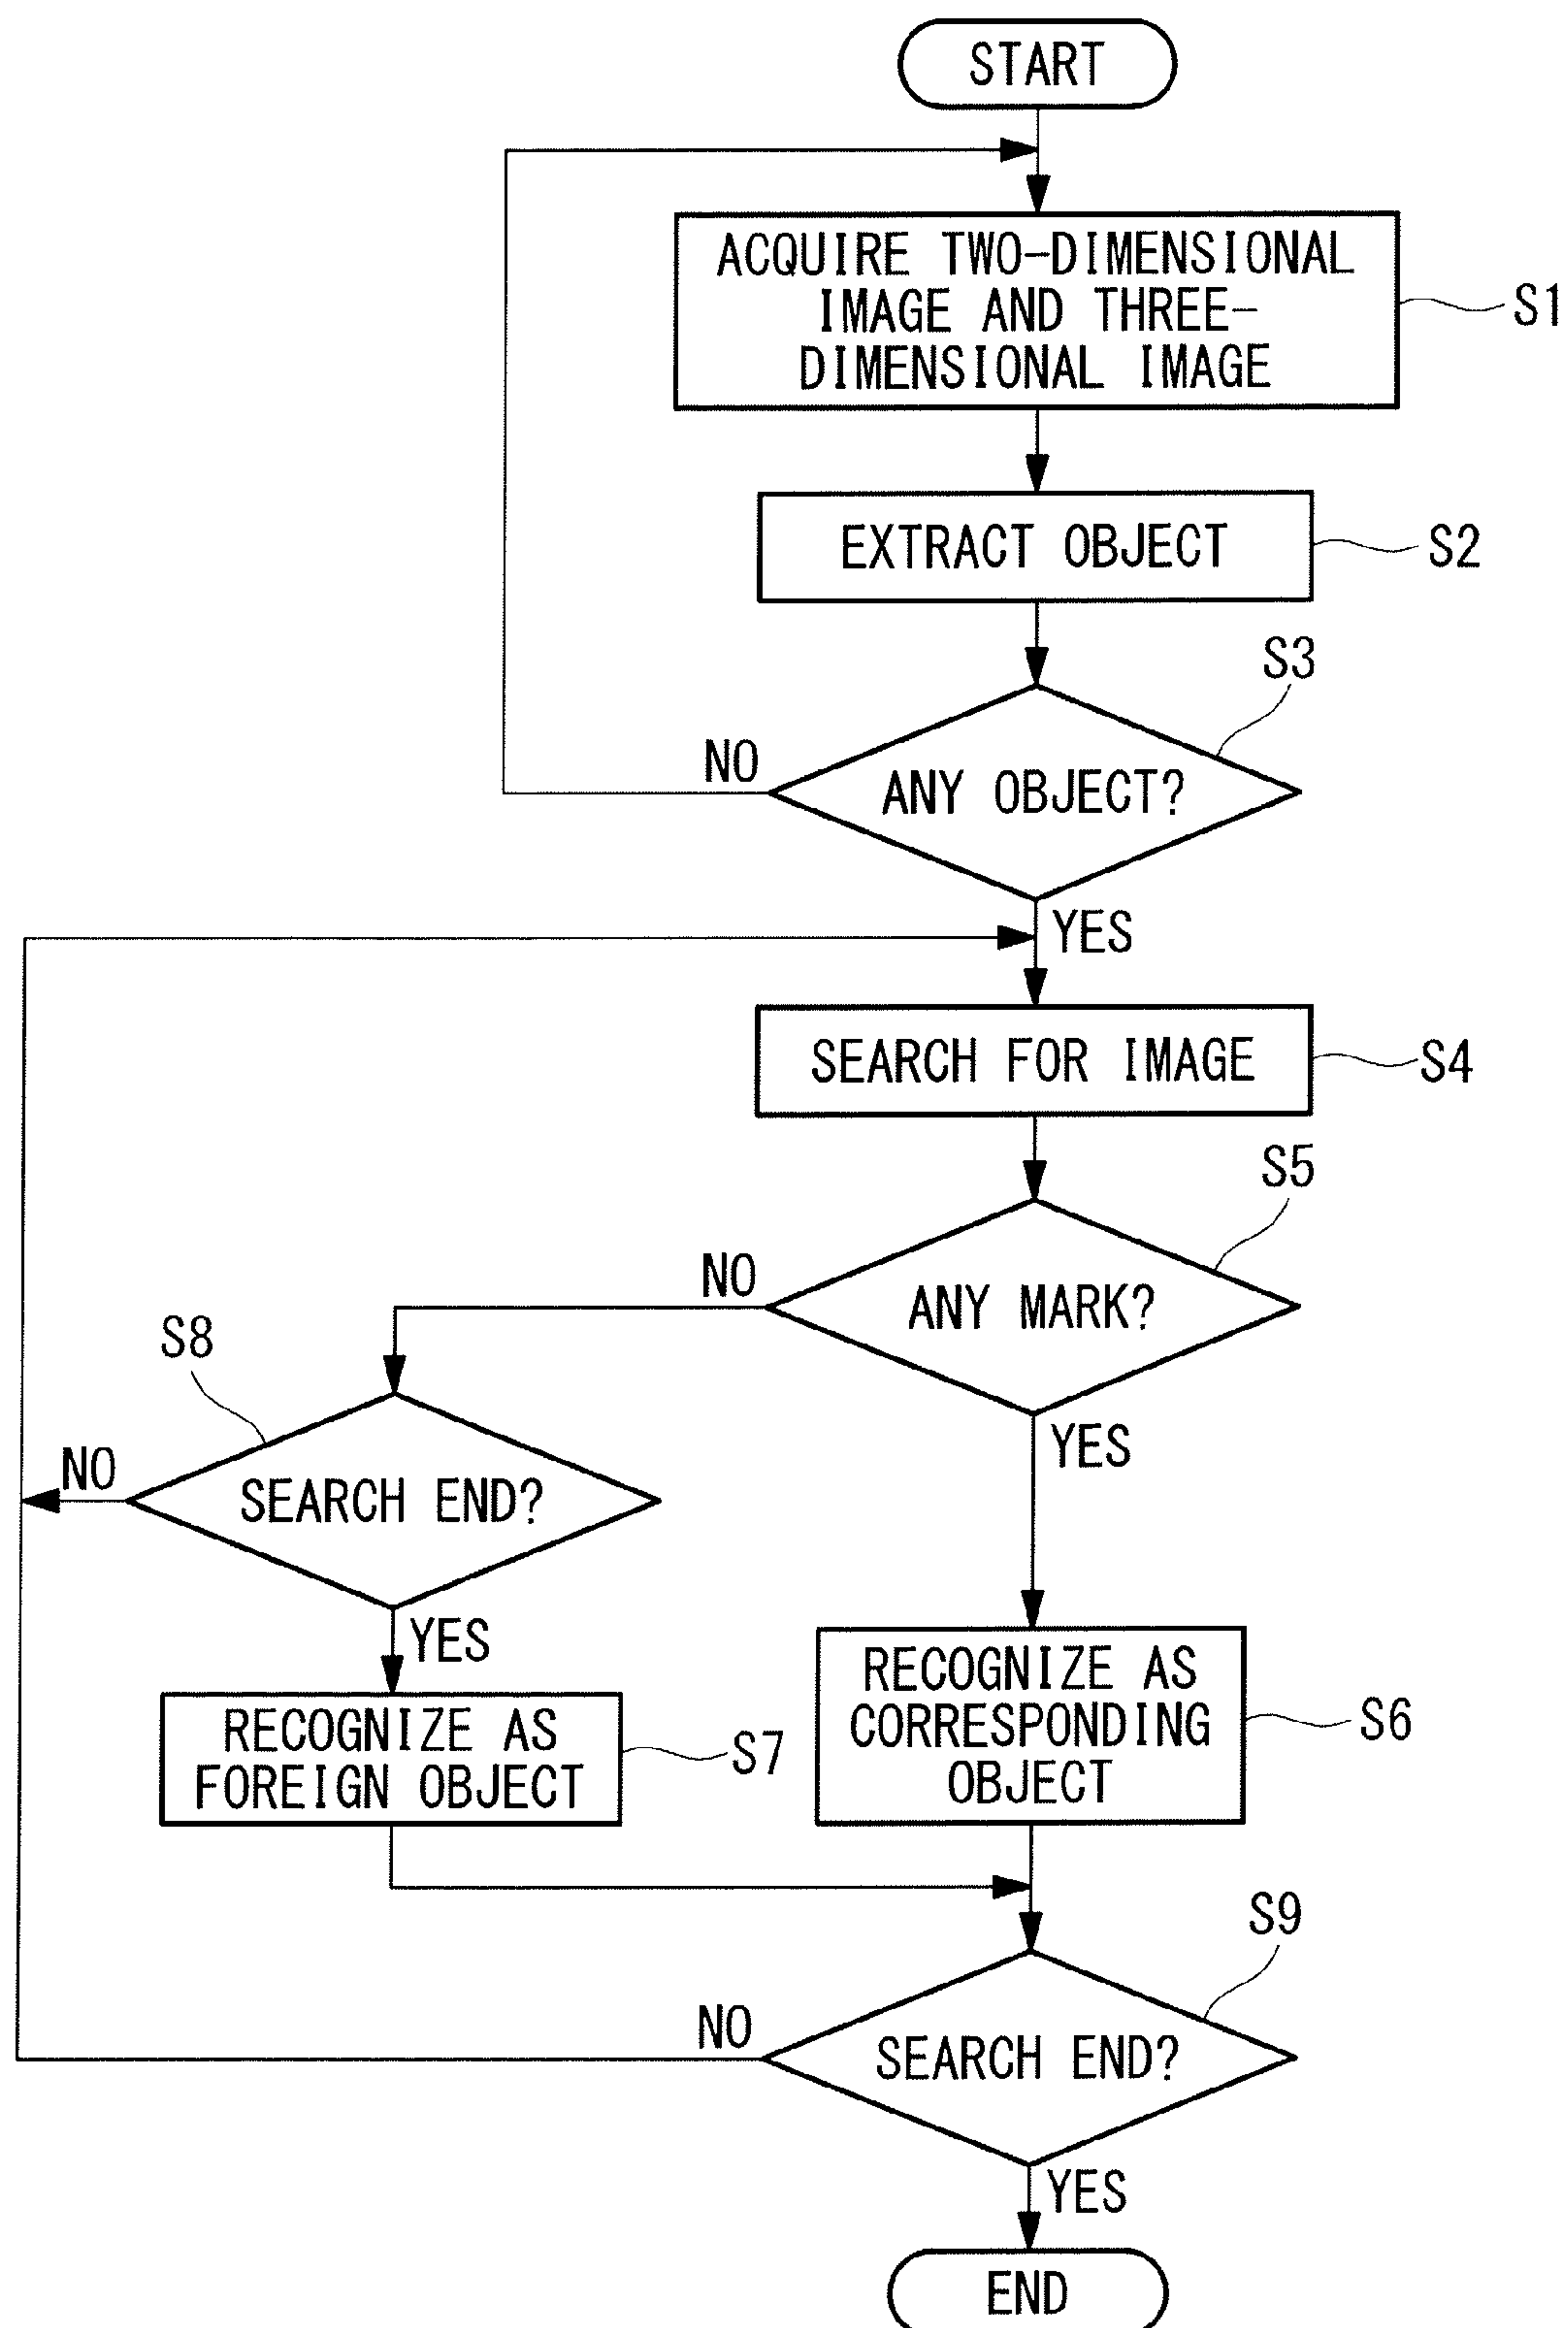 START
ACQUIRE TWO-DIMENSIONAL
IMAGE AND THREE-
DIMENSIONAL IMAGE
S1
EXTRACT OBJECT
S2
S3
NO
ANY OBJECT?
YES
SEARCH FOR IMAGE
S4
S5
NO
ANY MARK?
YES
S8
NO
SEARCH END?
YES
RECOGNIZE AS
FOREIGN OBJECT
S7
RECOGNIZE AS
CORRESPONDING
OBJECT
S6
S9
NO
SEARCH END?
YES
END